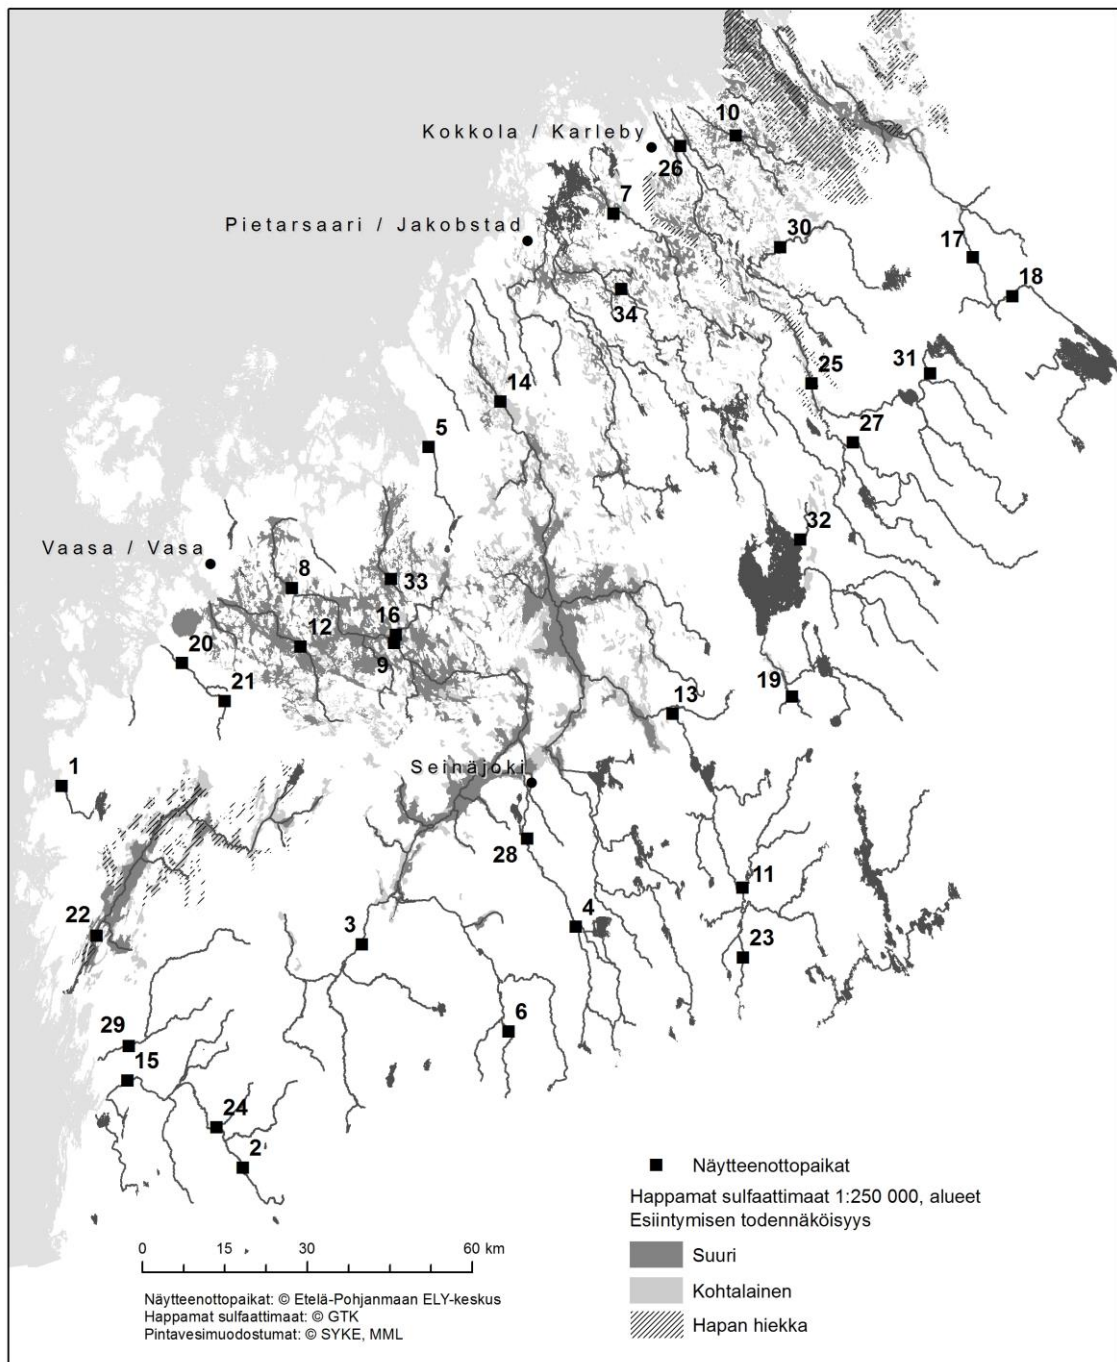 10
Kokkola / Karleby
26
7
Pietarsaari / Jakobstad
30
17
18
34
25
31
14
5
27
32
Vaasa / Vasa
8
33
16
12
20
9
21
19
13
1
Seinäjoki
28
11
22
4
3
23
6
29
15
24
2
Näytteenottopaikat
Happamat sulfaattimaat 1:250 000, alueet
Esiintymisen todennäköisyys
Suuri
Kohtalainen
Hapan hiekka
0 15 30 60 km
Näytteenottopaikat: © Etelä-Pohjanmaan ELY-keskus
Happamat sulfaattimaat: © GTK
Pintavesimuodostumat: © SYKE, MML